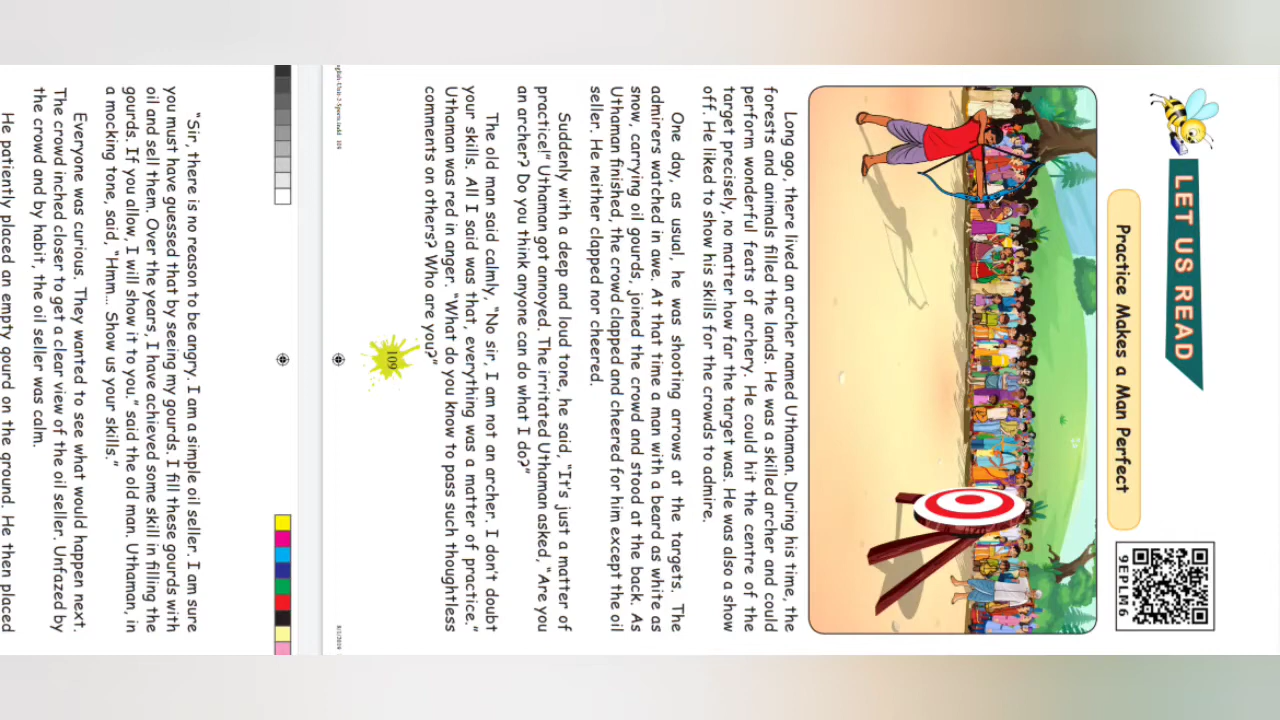 LET US READ
Practice Makes a Man Perfect
9EPLM6
Long ago, there lived an archer named Uthaman. During his time, the
forests and animals filled the lands. He was a skilled archer and could
perform wonderful feats of archery. He could hit the centre of the
target precisely, no matter how far the target was. He was also a show
off. He liked to show his skills for the crowds to admire.
One day, as usual, he was shooting arrows at the targets. The
admirers watched in awe. At that time a man with a beard as white as
snow, carrying oil gourds, joined the crowd and stood at the back. As
Uthaman finished, the crowd clapped and cheered for him except the oil
seller. He neither clapped nor cheered.
Suddenly with a deep and loud tone, he said, "It's just a matter of
practice!" Uthaman got annoyed. The irritated Uthaman asked, "Are you
an archer? Do you think anyone can do what I do?"
The old man said calmly, "No sir, I am not an archer. I don't doubt
your skills. All I said was that, everything was a matter of practice."
Uthaman was red in anger. "What do you know to pass such thoughtless
comments on others? Who are you?"
109
"Sir, there is no reason to be angry. I am a simple oil seller. I am sure
you must have guessed that by seeing my gourds. I fill these gourds with
oil and sell them. Over the years, I have achieved some skill in filling the
gourds. If you allow, I will show it to you." said the old man. Uthaman, in
a mocking tone, said, "Hmm... Show us your skills."
Everyone was curious. They wanted to see what would happen next.
The crowd inched closer to get a clear view of the oil seller. Unfazed by
the crowd and by habit, the oil seller was calm.
He patiently placed an empty gourd on the ground. He then placed